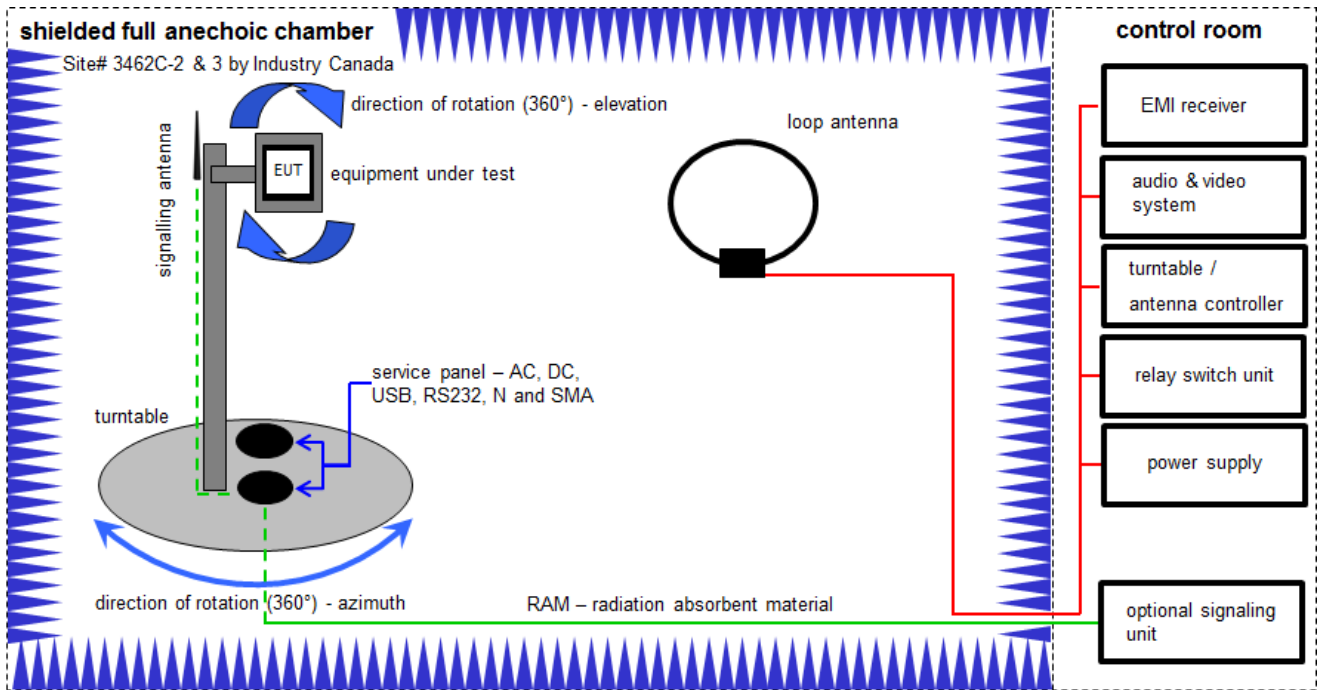 shielded full anechoic chamber
Site# 3462C-2 & 3 by Industry Canada
direction of rotation (360°) - elevation
signalling antenna
EUT
equipment under test
loop antenna
service panel – AC, DC,
USB, RS232, N and SMA
turntable
direction of rotation (360°) - azimuth
RAM – radiation absorbent material
control room
EMI receiver
audio & video
system
turntable /
antenna controller
relay switch unit
power supply
optional signaling
unit